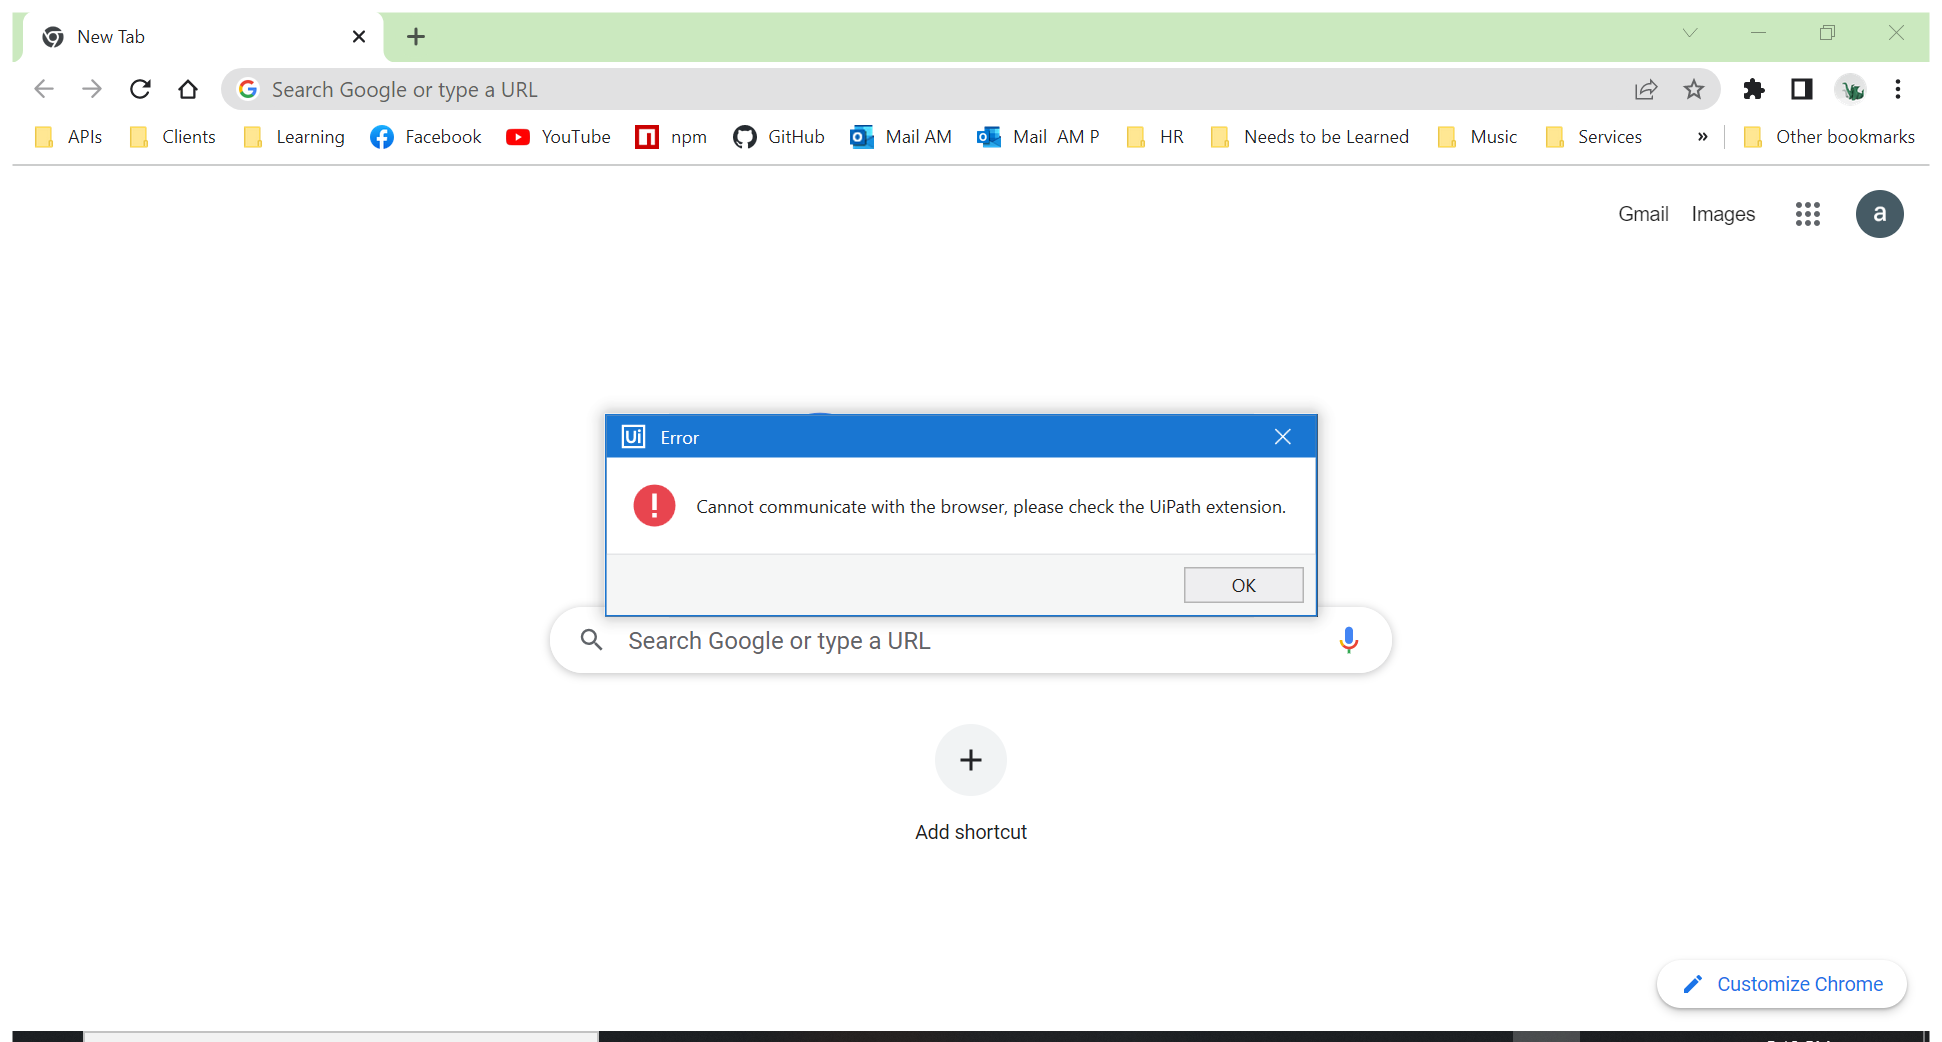 New Tab
Search Google or type a URL
APIs Clients Learning Facebook YouTube npm GitHub Mail AM Mail AM P HR Needs to be Learned Music Services » Other bookmarks
Gmail Images a
Ui Error
Cannot communicate with the browser, please check the UiPath extension.
OK
Search Google or type a URL
Add shortcut
Customize Chrome